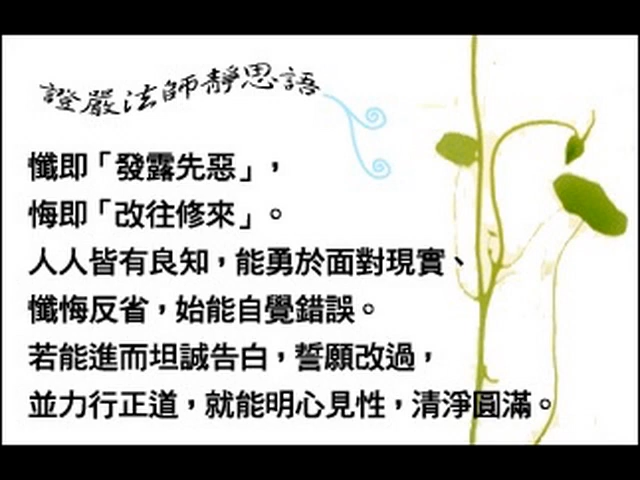 證嚴法師靜思語
懺即「發露先惡」，
悔即「改往修來」。
人人皆有良知，能勇於面對現實、
懺悔反省，始能自覺錯誤。
若能進而坦誠告白，誓願改過，
並力行正道，就能明心見性，清淨圓滿。